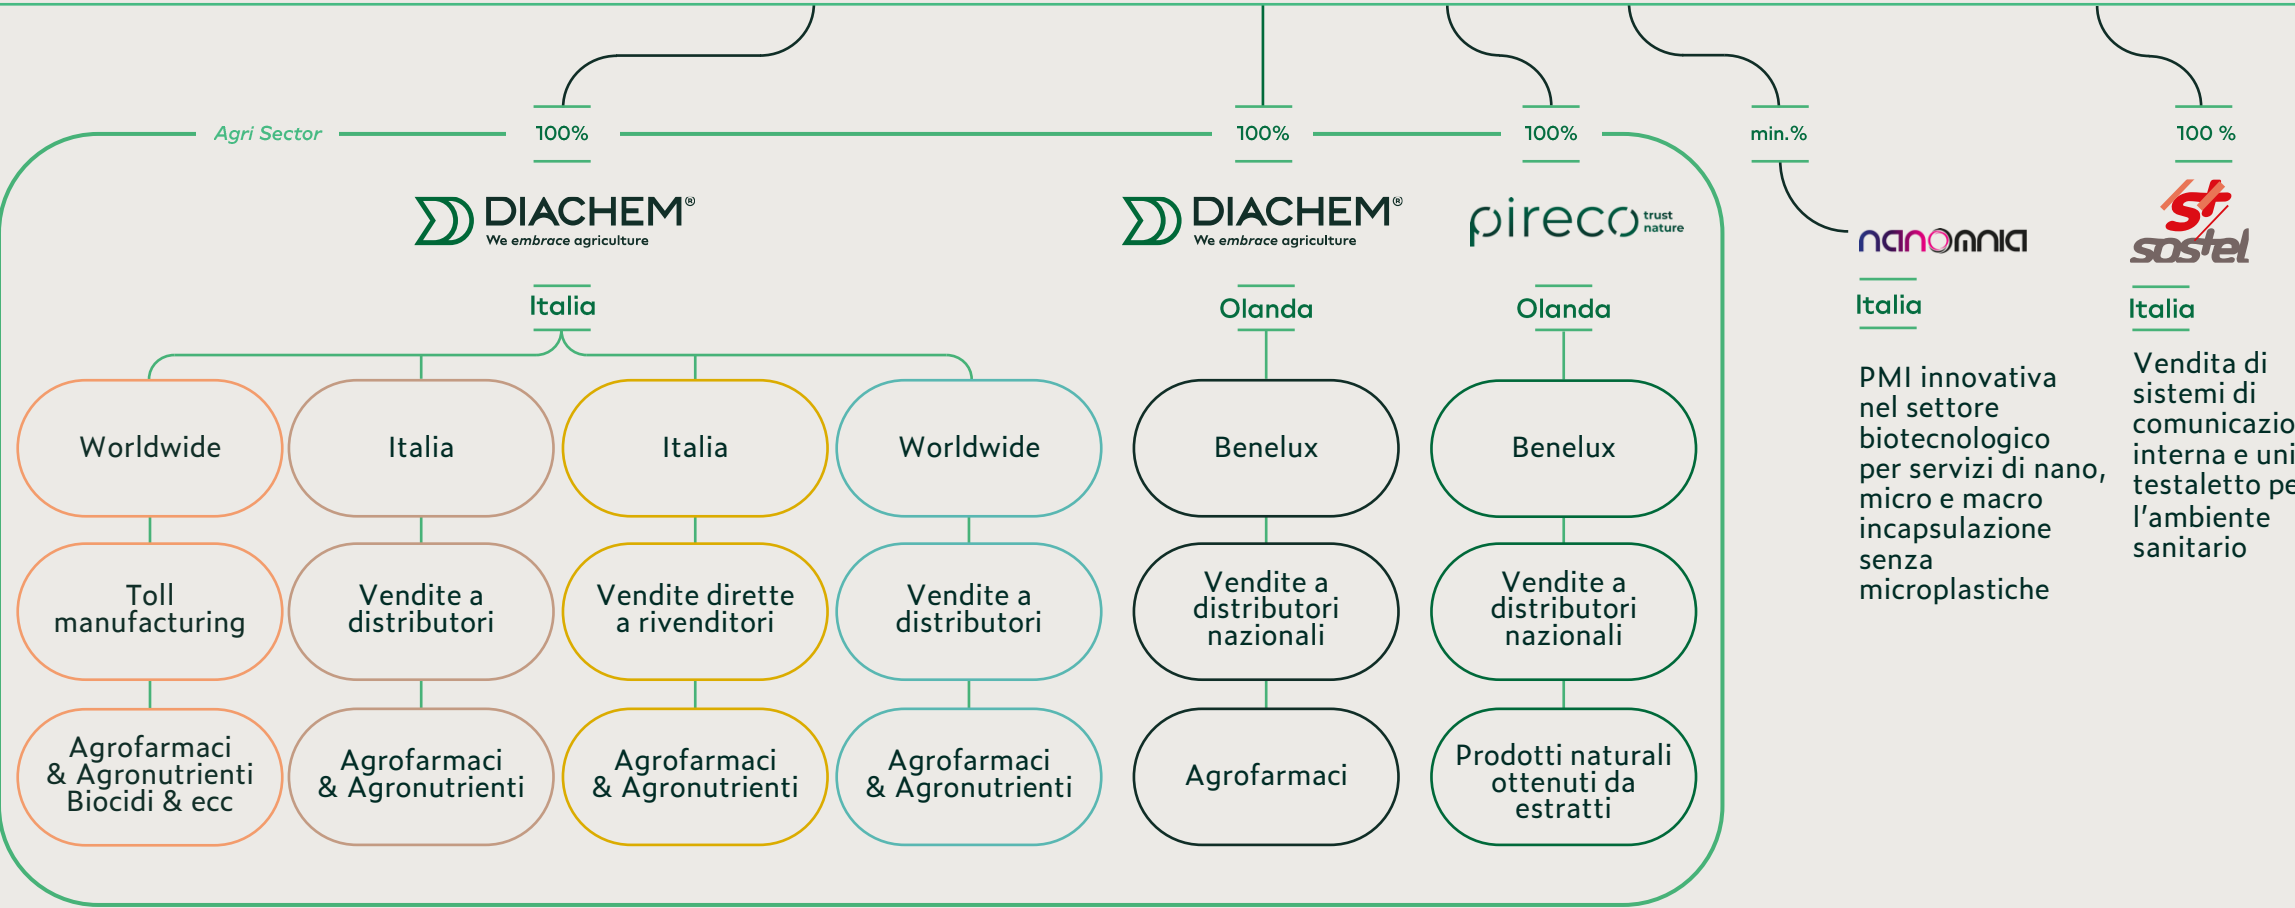 Agri Sector
100%
100%
100%
min.%
100 %
DIACHEM®
We embrace agriculture
DIACHEM®
We embrace agriculture
pireco trust
nature
nanomnia
st
sostel
Italia
Olanda
Olanda
Italia
Italia
Worldwide
Toll
manufacturing
Agrofarmaci
& Agronutrienti
Biocidi & ecc
Italia
Vendite a
distributori
Agrofarmaci
& Agronutrienti
Italia
Vendite dirette
a rivenditori
Agrofarmaci
& Agronutrienti
Worldwide
Vendite a
distributori
Agrofarmaci
& Agronutrienti
Benelux
Vendite a
distributori
nazionali
Agrofarmaci
Benelux
Vendite a
distributori
nazionali
Prodotti naturali
ottenuti da
estratti
PMI innovativa
nel settore
biotecnologico
per servizi di nano,
micro e macro
incapsulazione
senza
microplastiche
Vendita di
sistemi di
comunicazio
interna e uni
testaletto pe
l'ambiente
sanitario